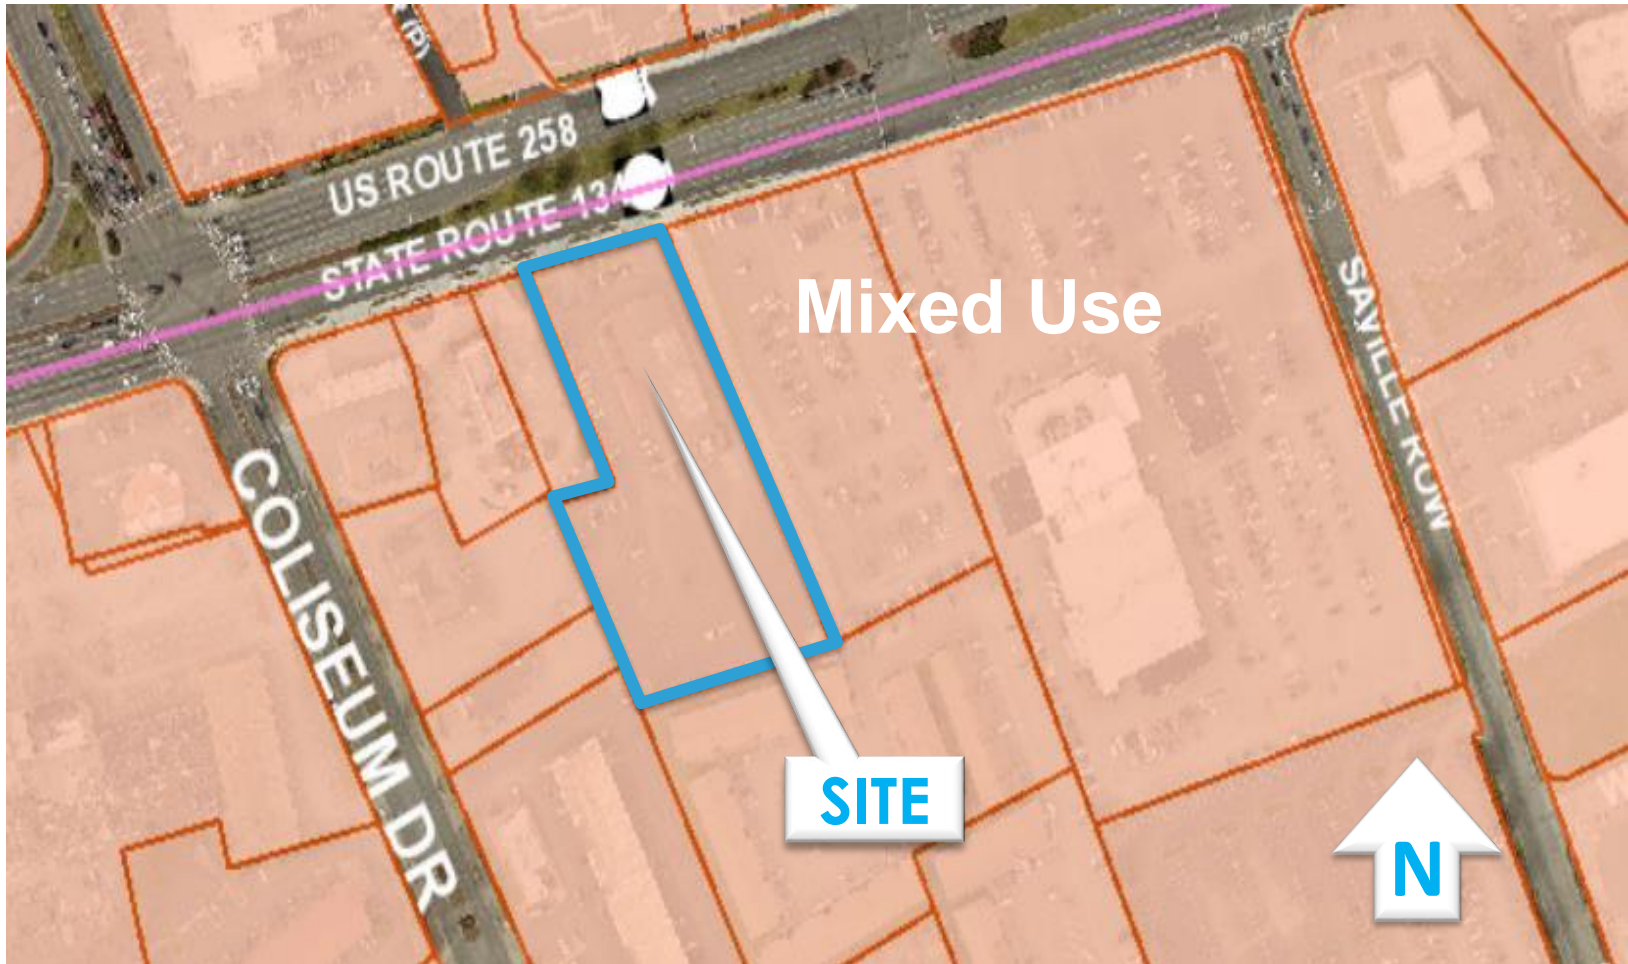 (P)
US ROUTE 258
STATE ROUTE 134
Mixed Use
SAVILLE ROW
COLISEUM DR
SITE
N